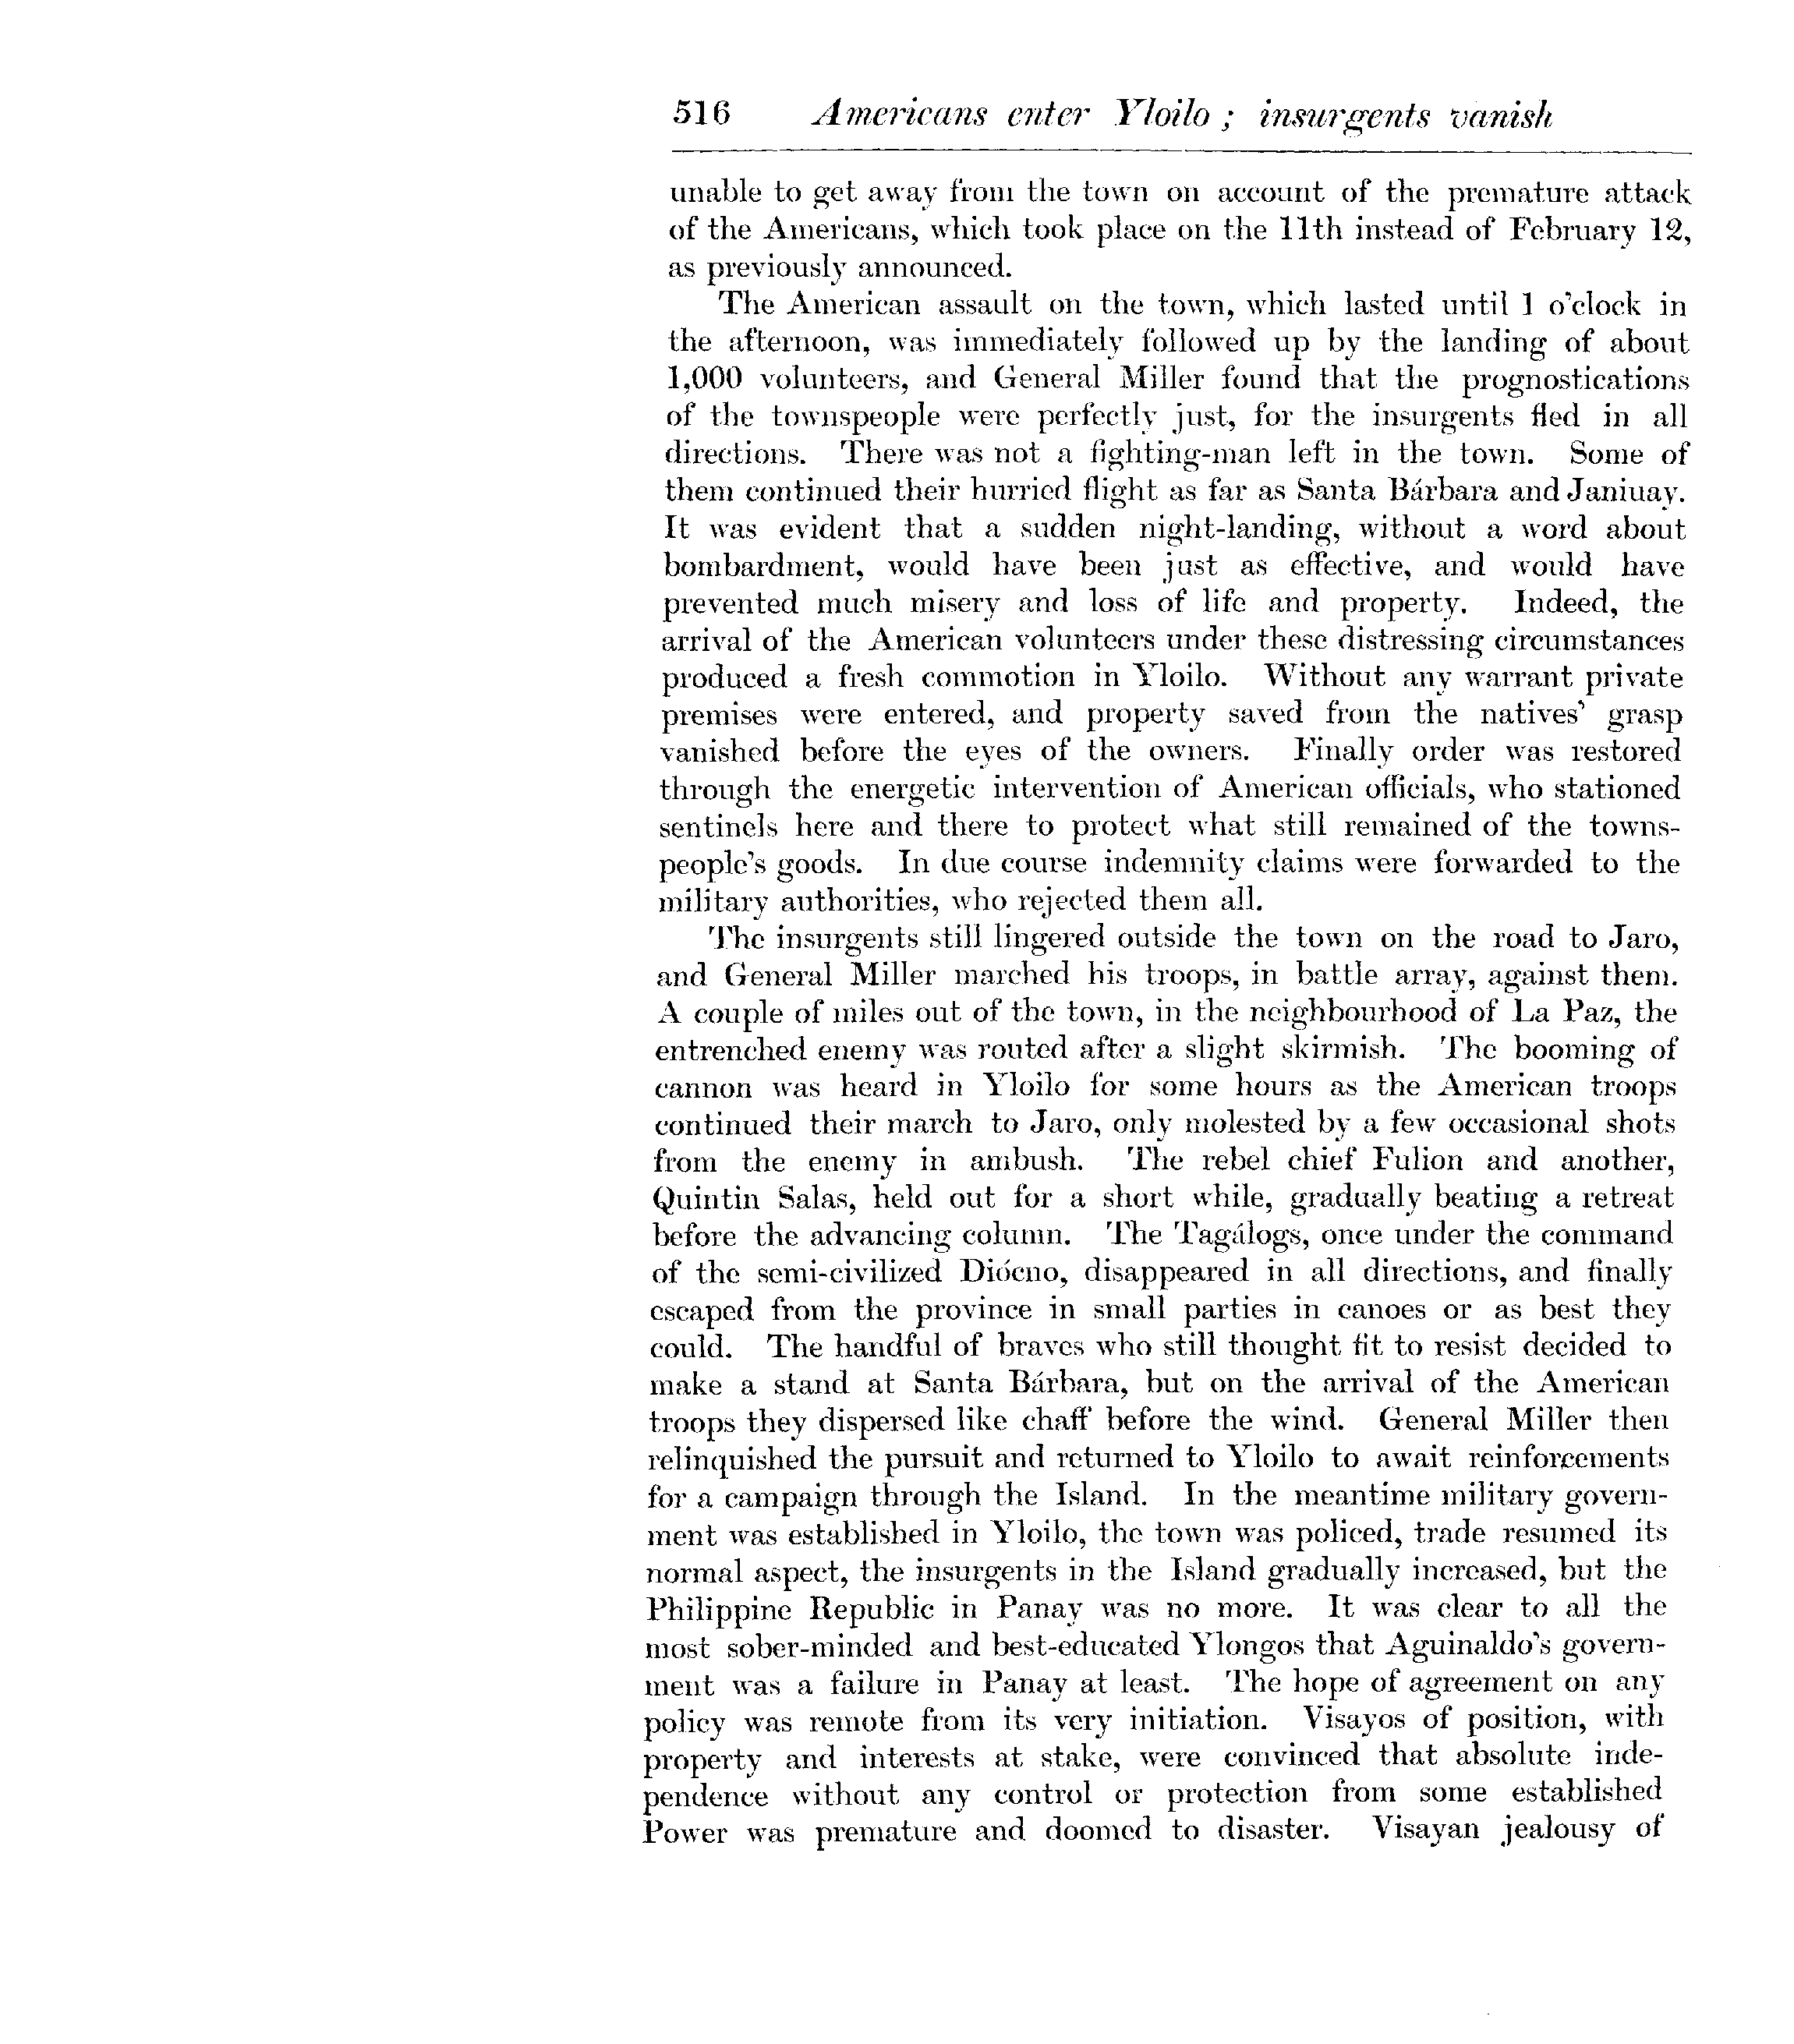 516 Americans enter Yloilo ; insurgents vanish
unable to get away from the town on account of the premature attack
of the Americans, which took place on the 11th instead of February 12,
as previously announced.
The American assault on the town, which lasted until 1 o'clock in
the afternoon, was immediately followed up by the landing of about
1,000 volunteers, and General Miller found that the prognostications
of the townspeople were perfectly just, for the insurgents fled in all
directions. There was not a fighting-man left in the town. Some of
them continued their hurried flight as far as Santa Bárbara and Janiuay.
It was evident that a sudden night-landing, without a word about
bombardment, would have been just as effective, and would have
prevented much misery and loss of life and property. Indeed, the
arrival of the American volunteers under these distressing circumstances
produced a fresh commotion in Yloilo. Without any warrant private
premises were entered, and property saved from the natives' grasp
vanished before the eyes of the owners. Finally order was restored
through the energetic intervention of American officials, who stationed
sentinels here and there to protect what still remained of the towns-
people's goods. In due course indemnity claims were forwarded to the
military authorities, who rejected them all.
The insurgents still lingered outside the town on the road to Jaro,
and General Miller marched his troops, in battle array, against them.
A couple of miles out of the town, in the neighbourhood of La Paz, the
entrenched enemy was routed after a slight skirmish. The booming of
cannon was heard in Yloilo for some hours as the American troops
continued their march to Jaro, only molested by a few occasional shots
from the enemy in ambush. The rebel chief Fulion and another,
Quintin Salas, held out for a short while, gradually beating a retreat
before the advancing column. The Tagálogs, once under the command
of the semi-civilized Diócno, disappeared in all directions, and finally
escaped from the province in small parties in canoes or as best they
could. The handful of braves who still thought fit to resist decided to
make a stand at Santa Bárbara, but on the arrival of the American
troops they dispersed like chaff before the wind. General Miller then
relinquished the pursuit and returned to Yloilo to await reinforcements
for a campaign through the Island. In the meantime military govern-
ment was established in Yloilo, the town was policed, trade resumed its
normal aspect, the insurgents in the Island gradually increased, but the
Philippine Republic in Panay was no more. It was clear to all the
most sober-minded and best-educated Ylongos that Aguinaldo's govern-
ment was a failure in Panay at least. The hope of agreement on any
policy was remote from its very initiation. Visayos of position, with
property and interests at stake, were convinced that absolute inde-
pendence without any control or protection from some established
Power was premature and doomed to disaster. Visayan jealousy of